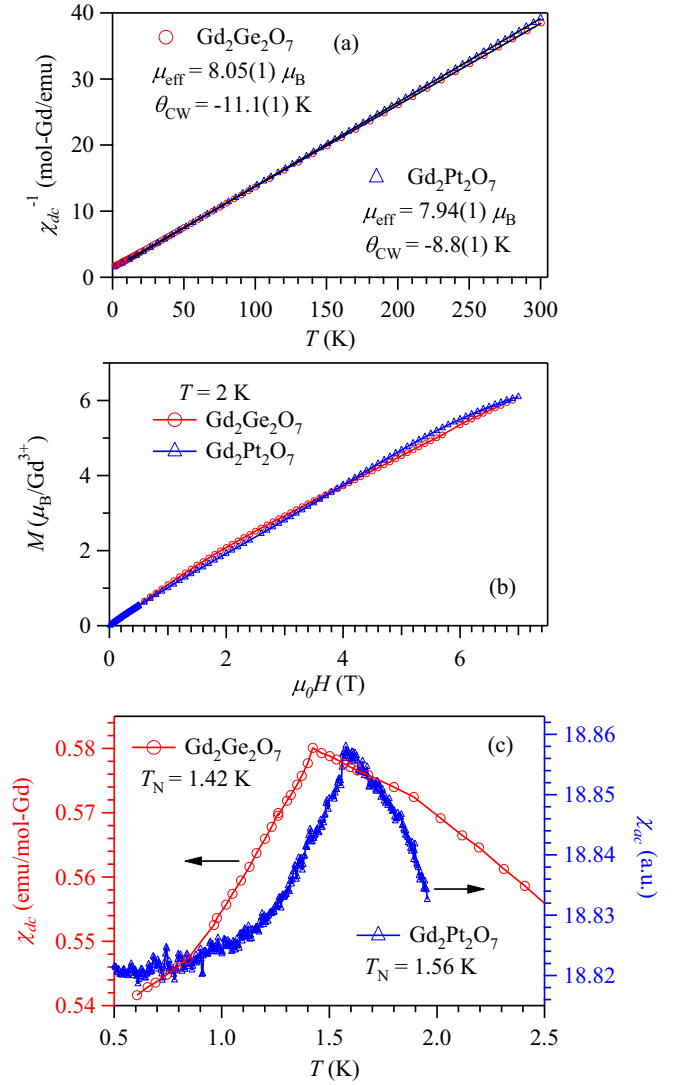 40
Gd₂Ge₂O₇
(a)
μeff = 8.05(1) μB
θCW = -11.1(1) K
30
20
Gd₂Pt₂O₇
μeff = 7.94(1) μB
10
θCW = -8.8(1) K
0
χdc⁻¹ (mol-Gd/emu)
0 50 100 150 200 250 300
T (K)
T = 2 K
6
Gd₂Ge₂O₇
Gd₂Pt₂O₇
4
2
(b)
0
M (μB/Gd³⁺)
0 2 4 6
μ₀H (T)
Gd₂Ge₂O₇
(c)
18.86
0.58
TN = 1.42 K
18.85
0.57
18.84
0.56
18.83
Gd₂Pt₂O₇
0.55
TN = 1.56 K
18.82
0.54
χdc (emu/mol-Gd)
χac (a.u.)
0.5 1.0 1.5 2.0 2.5
T (K)